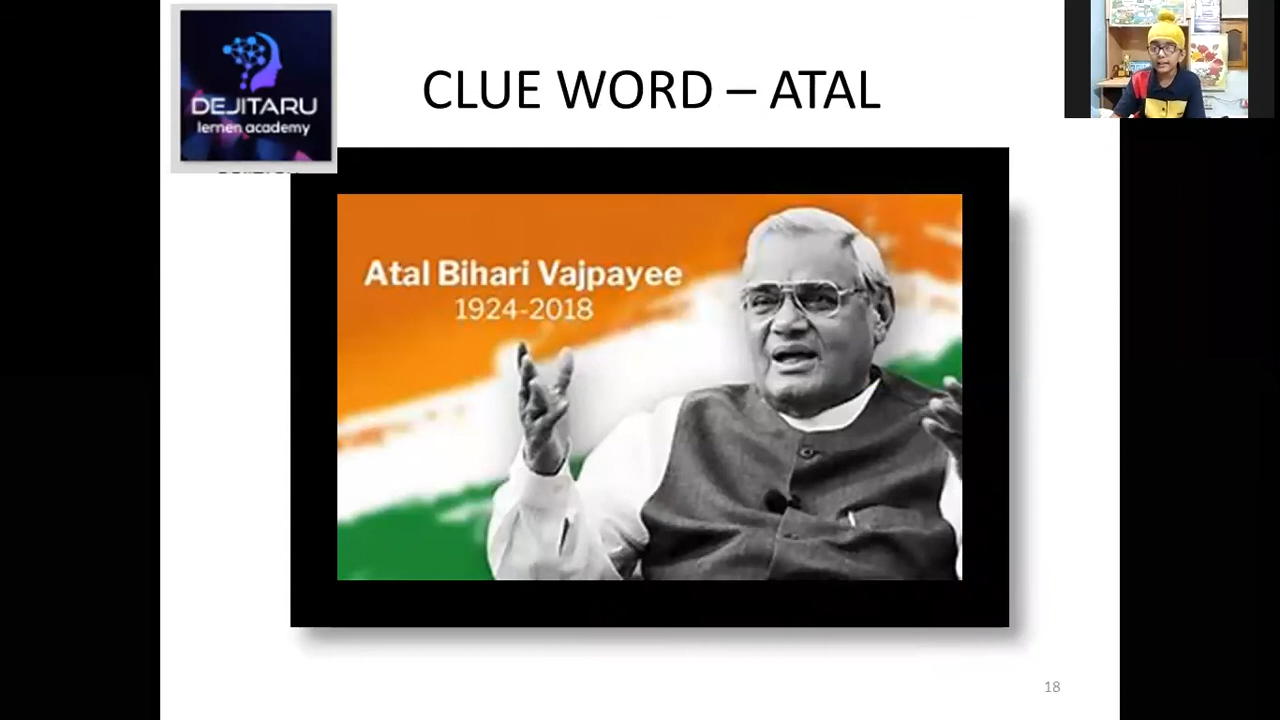 DEJITARU
lernen academy
CLUE WORD – ATAL
Atal Bihari Vajpayee
1924-2018
18